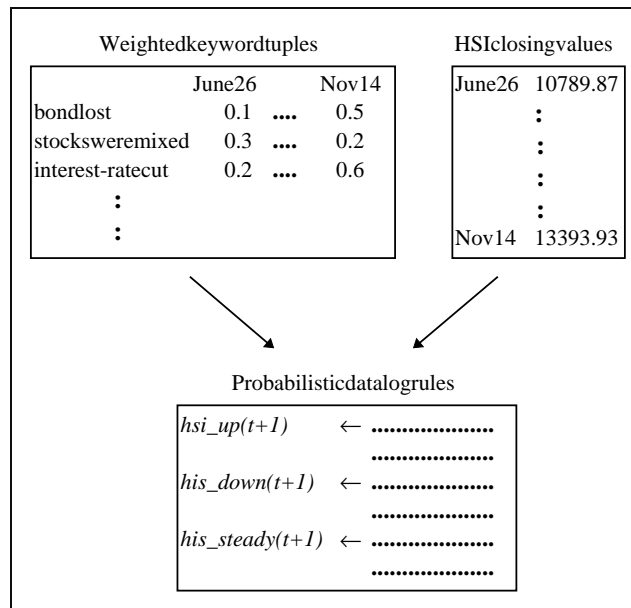 Weightedkeywordtuples
June26 Nov14
bondlost 0.1 .... 0.5
stocksweremixed 0.3 .... 0.2
interest-ratecut 0.2 .... 0.6
:
:
HSIclosingvalues
June26 10789.87
:
:
:
:
Nov14 13393.93
Probabilisticdatalogrules
hsi_up(t+1) ← .....................
.....................
his_down(t+1) ← .....................
.....................
his_steady(t+1) ← .....................
.....................